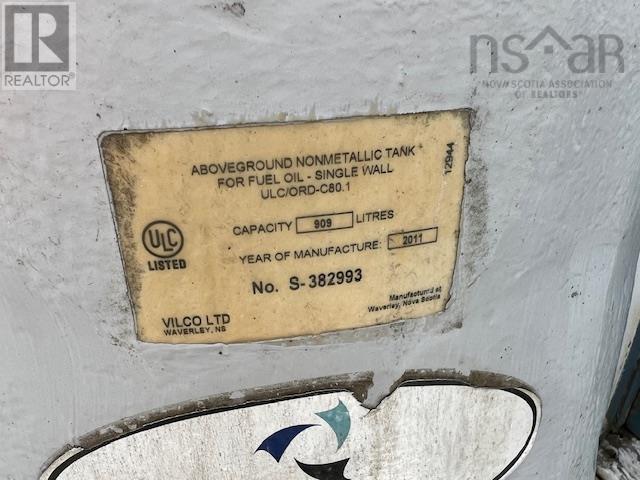 REALTOR®
nsar
NOVA SCOTIA ASSOCIATION
OF REALTORS®
ABOVEGROUND NONMETALLIC TANK
FOR FUEL OIL - SINGLE WALL
ULC/ORD-C80.1
12944
CAPACITY 909 LITRES
YEAR OF MANUFACTURE: 2011
ULC
LISTED
No. S-382993
VILCO LTD
WAVERLEY, NS
Manufactured at
Waverley, Nova Scotia